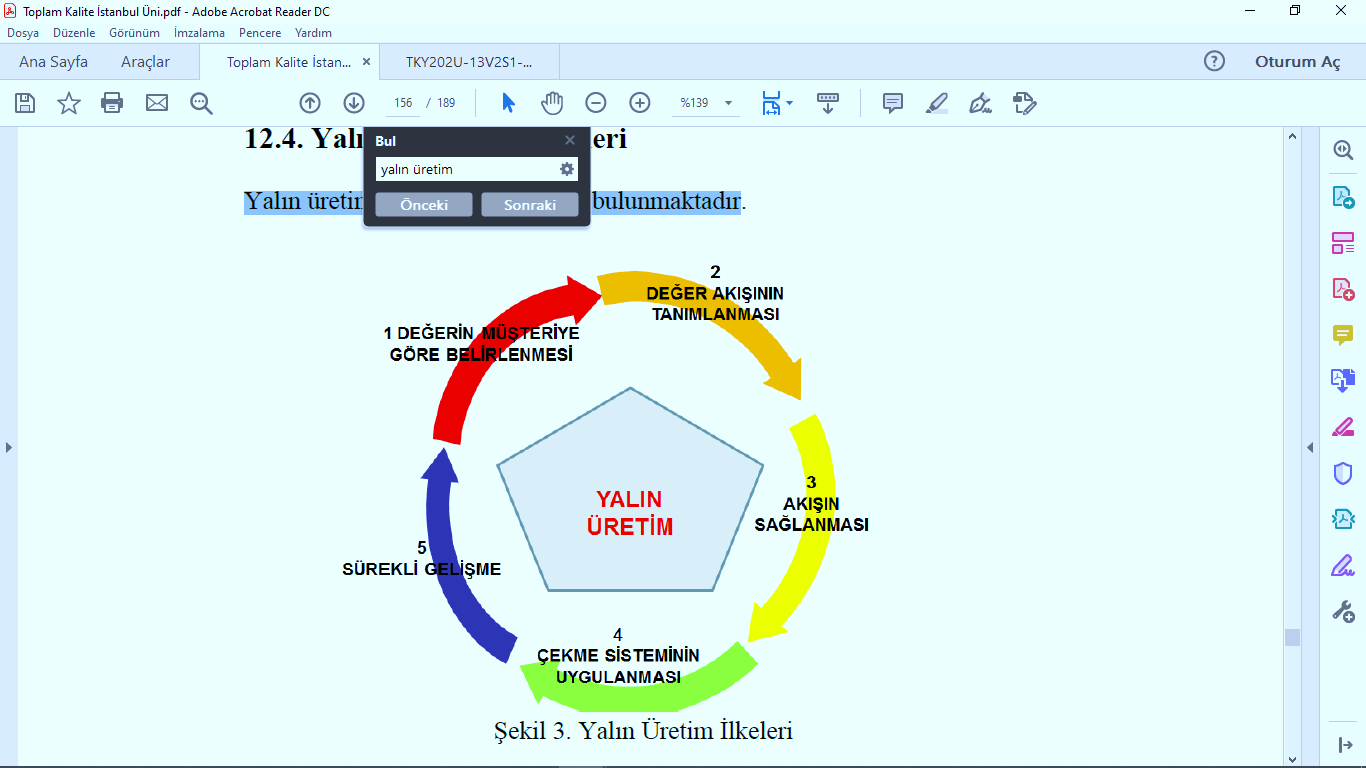 Toplam Kalite İstanbul Üni.pdf - Adobe Acrobat Reader DC
Dosya Düzenle Görünüm İmzalama Pencere Yardım
Ana Sayfa Araçlar Toplam Kalite İstan... × TKY202U-13V2S1-... ? Oturum Aç
156 / 189 %139
12.4. Yalı eri
Bul
yalın üretim
Önceki Sonraki
Yalın üretin bulunmaktadır.
2
DEĞER AKIŞININ
TANIMLANMASI
1 DEĞERİN MÜŞTERİYE
GÖRE BELİRLENMESİ
3
AKIŞIN
SAĞLANMASI
YALIN
ÜRETİM
5
SÜREKLİ GELİŞME
4
ÇEKME SİSTEMİNİN
UYGULANMASI
Şekil 3. Yalın Üretim İlkeleri